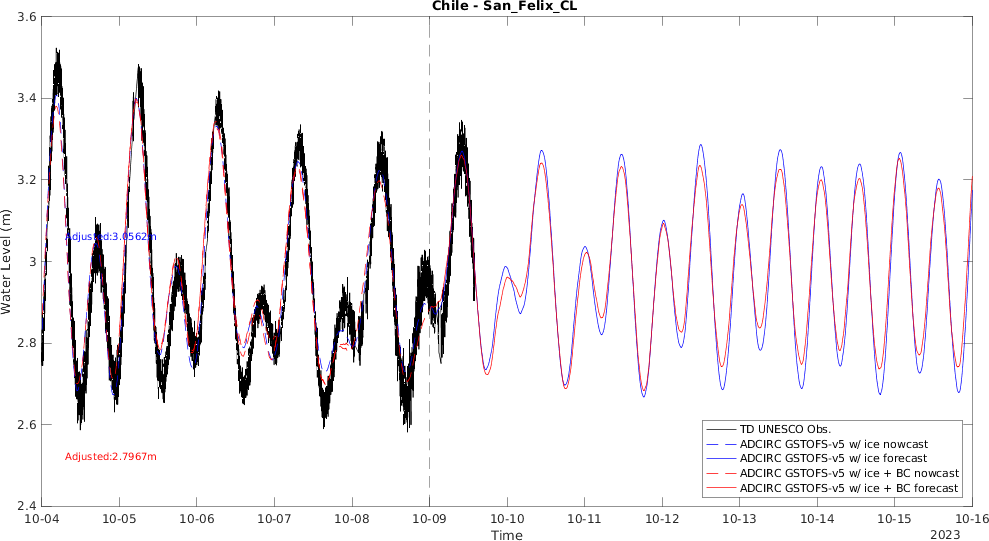 Chile - San_Felix_CL
3.6
3.4
3.2
3
2.8
2.6
2.4
Water Level (m)
Adjusted:3.0562m
Adjusted:2.7967m
TD UNESCO Obs.
ADCIRC GSTOFS-v5 w/ ice nowcast
ADCIRC GSTOFS-v5 w/ ice forecast
ADCIRC GSTOFS-v5 w/ ice + BC nowcast
ADCIRC GSTOFS-v5 w/ ice + BC forecast
10-04 10-05 10-06 10-07 10-08 10-09 10-10 10-11 10-12 10-13 10-14 10-15 10-16
Time
2023